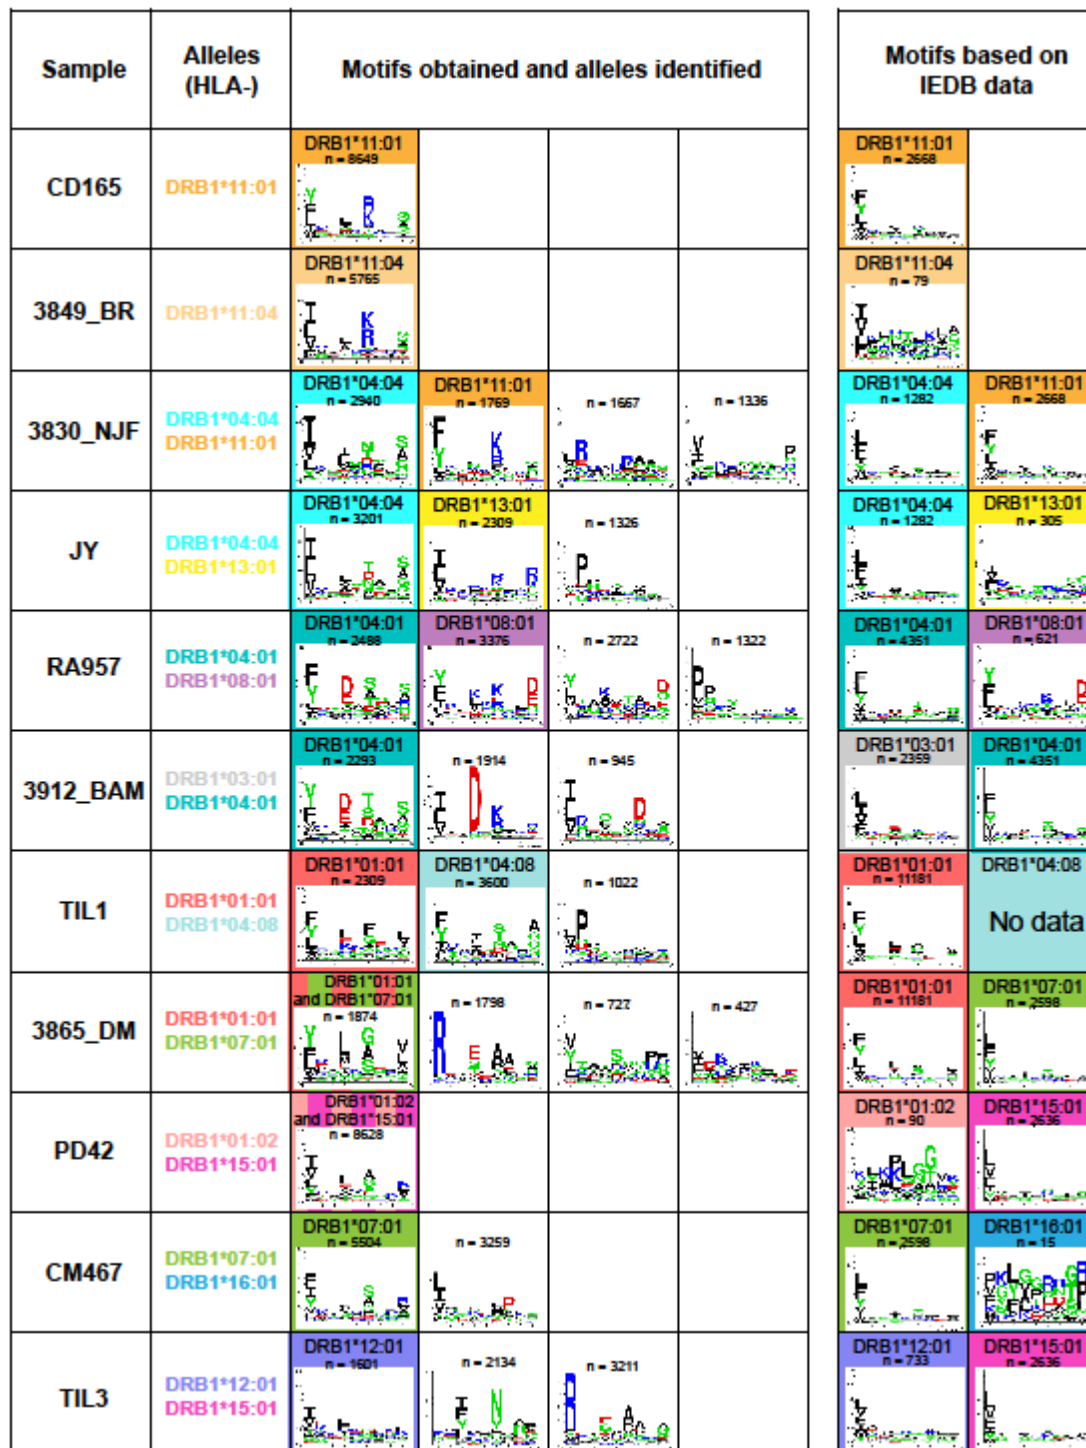 Sample
Alleles
(HLA-)
Motifs obtained and alleles identified
Motifs based on
IEDB data
CD165
DRB1*11:01
DRB1*11:01
n = 8649
DRB1*11:01
n = 2668
3849_BR
DRB1*11:04
DRB1*11:04
n = 5765
DRB1*11:04
n = 79
3830_NJF
DRB1*04:04
DRB1*11:01
DRB1*04:04
n = 2940
DRB1*11:01
n = 1769
n = 1667
n = 1336
DRB1*04:04
n = 1282
DRB1*11:01
n = 2668
JY
DRB1*04:04
DRB1*13:01
DRB1*04:04
n = 3201
DRB1*13:01
n = 2309
n = 1326
DRB1*04:04
n = 1282
DRB1*13:01
n = 305
RA957
DRB1*04:01
DRB1*08:01
DRB1*04:01
n = 2488
DRB1*08:01
n = 3376
n = 2722
n = 1322
DRB1*04:01
n = 4351
DRB1*08:01
n = 621
3912_BAM
DRB1*03:01
DRB1*04:01
DRB1*04:01
n = 2293
n = 1914
n = 945
DRB1*03:01
n = 2359
DRB1*04:01
n = 4351
TIL1
DRB1*01:01
DRB1*04:08
DRB1*01:01
n = 2309
DRB1*04:08
n = 3600
n = 1022
DRB1*01:01
n = 11181
DRB1*04:08
No data
3865_DM
DRB1*01:01
DRB1*07:01
DRB1*01:01
and DRB1*07:01
n = 1874
n = 1798
n = 727
n = 427
DRB1*01:01
n = 11181
DRB1*07:01
n = 2598
PD42
DRB1*01:02
DRB1*15:01
DRB1*01:02
and DRB1*15:01
n = 8628
DRB1*01:02
n = 90
DRB1*15:01
n = 2636
CM467
DRB1*07:01
DRB1*16:01
DRB1*07:01
n = 5504
n = 3259
DRB1*07:01
n = 2598
DRB1*16:01
n = 15
TIL3
DRB1*12:01
DRB1*15:01
DRB1*12:01
n = 1601
n = 2134
n = 3211
DRB1*12:01
n = 733
DRB1*15:01
n = 2636